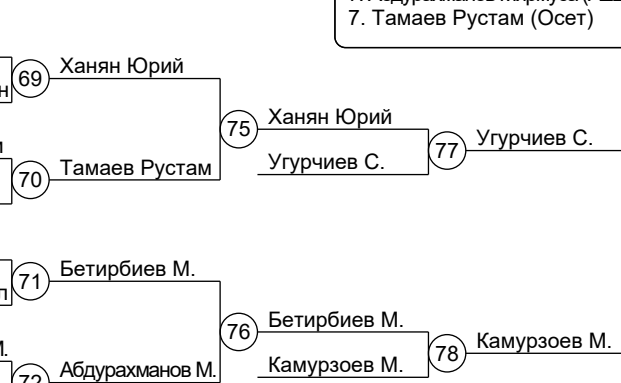 7. Тамаев Рустам (Осет)
69 Ханян Юрий
75 Ханян Юрий
Угурчиев С.
77 Угурчиев С.
70 Тамаев Рустам
71 Бетирбиев М.
76 Бетирбиев М.
Камурзоев М.
78 Камурзоев М.
72 Абдурахманов М.